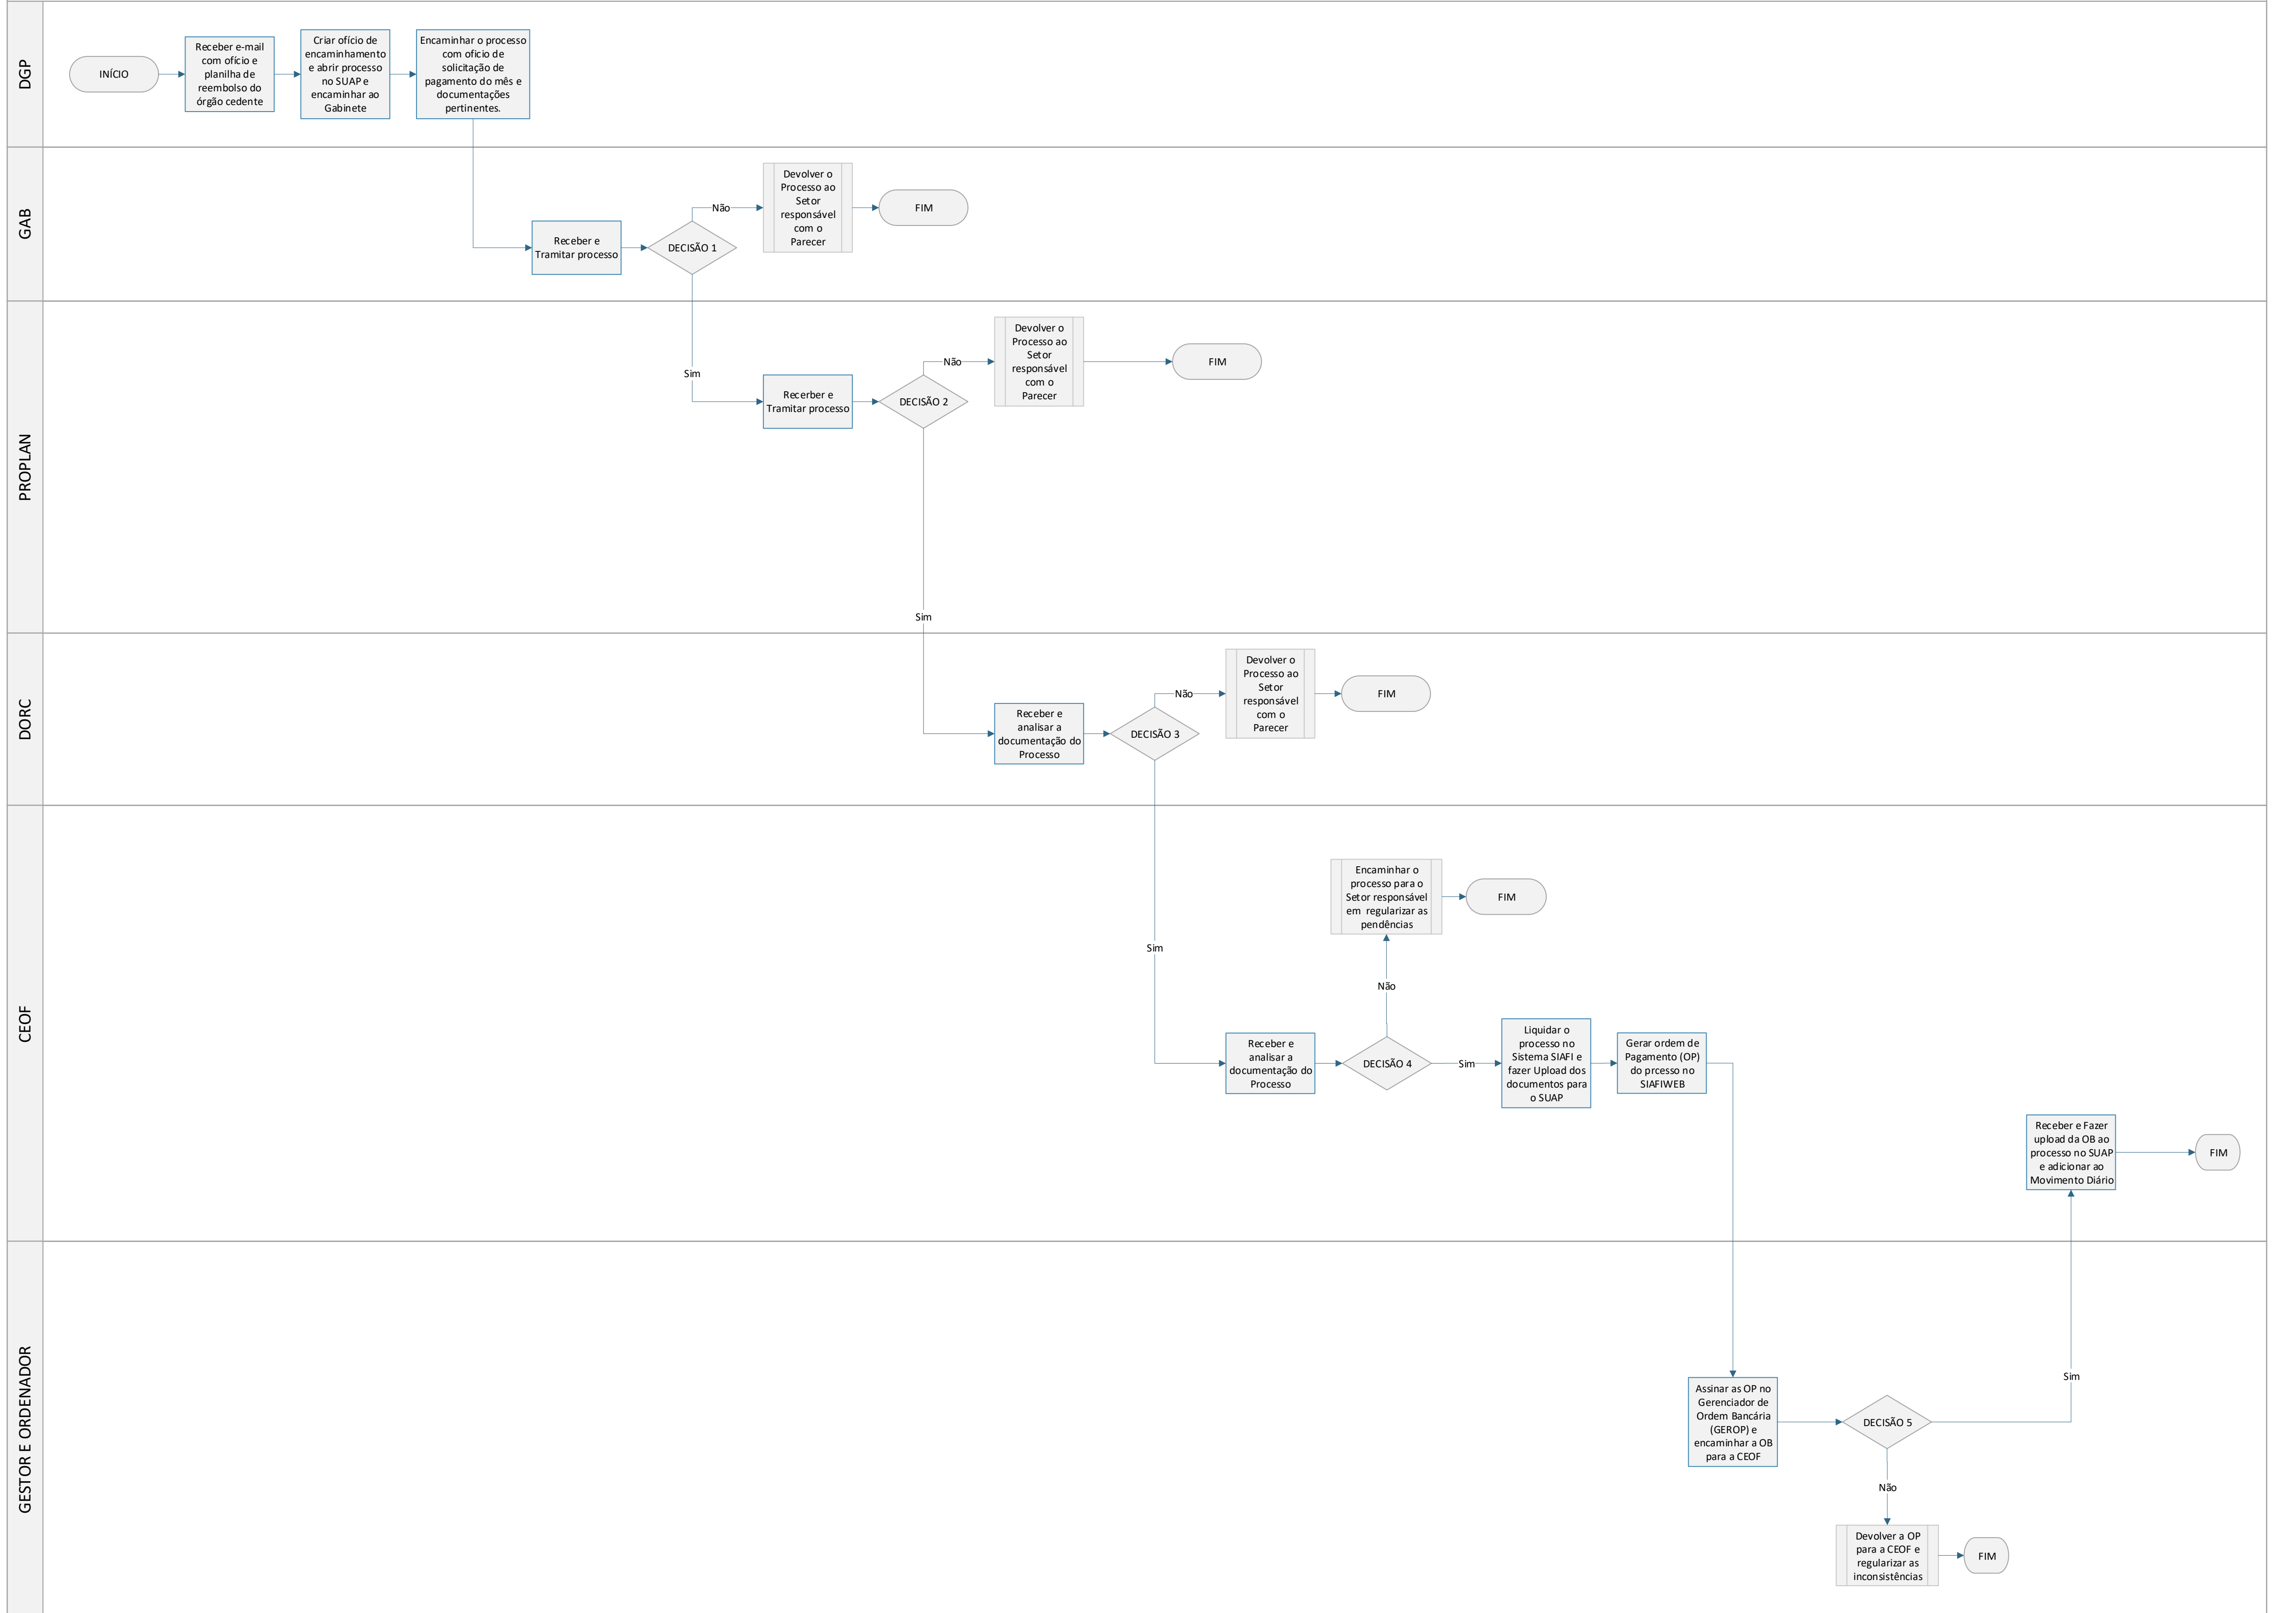 DGP
INÍCIO
Receber e-mail
com ofício e
planilha de
reembolso do
órgão cedente
Criar ofício de
encaminhamento
e abrir processo
no SUAP e
encaminhar ao
Gabinete
Encaminhar o processo
com oficio de
solicitação de
pagamento do mês e
documentações
pertinentes.
GAB
Receber e
Tramitar processo
DECISÃO 1
Não
Devolver o
Processo ao
Setor
responsável
com o
Parecer
FIM
Sim
PROPLAN
Recerber e
Tramitar processo
DECISÃO 2
Não
Devolver o
Processo ao
Setor
responsável
com o
Parecer
FIM
Sim
DORC
Receber e
analisar a
documentação do
Processo
DECISÃO 3
Não
Devolver o
Processo ao
Setor
responsável
com o
Parecer
FIM
Sim
CEOF
Receber e
analisar a
documentação do
Processo
DECISÃO 4
Não
Encaminhar o
processo para o
Setor responsável
em  regularizar as
pendências
FIM
Sim
Liquidar o
processo no
Sistema SIAFI e
fazer Upload dos
documentos para
o SUAP
Gerar ordem de
Pagamento (OP)
do prcesso no
SIAFIWEB
Receber e Fazer
upload da OB ao
processo no SUAP
e adicionar ao
Movimento Diário
FIM
GESTOR E ORDENADOR
Assinar as OP no
Gerenciador de
Ordem Bancária
(GEROP) e
encaminhar a OB
para a CEOF
DECISÃO 5
Sim
Não
Devolver a OP
para a CEOF e
regularizar as
inconsistências
FIM